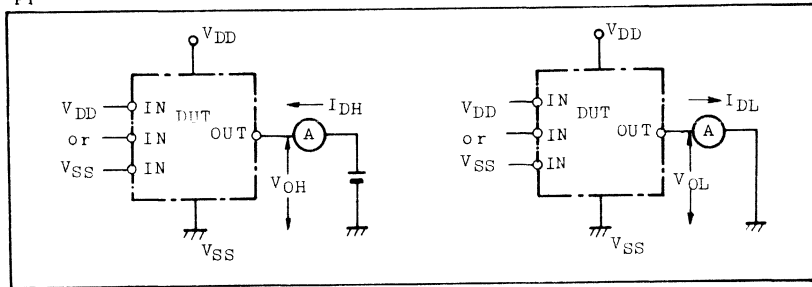 VDD
VDD IN DUT
or IN OUT A IDH
VSS IN
VOH
VSS
VDD
VDD IN DUT
or IN OUT A IDL
VSS IN
VOL
VSS